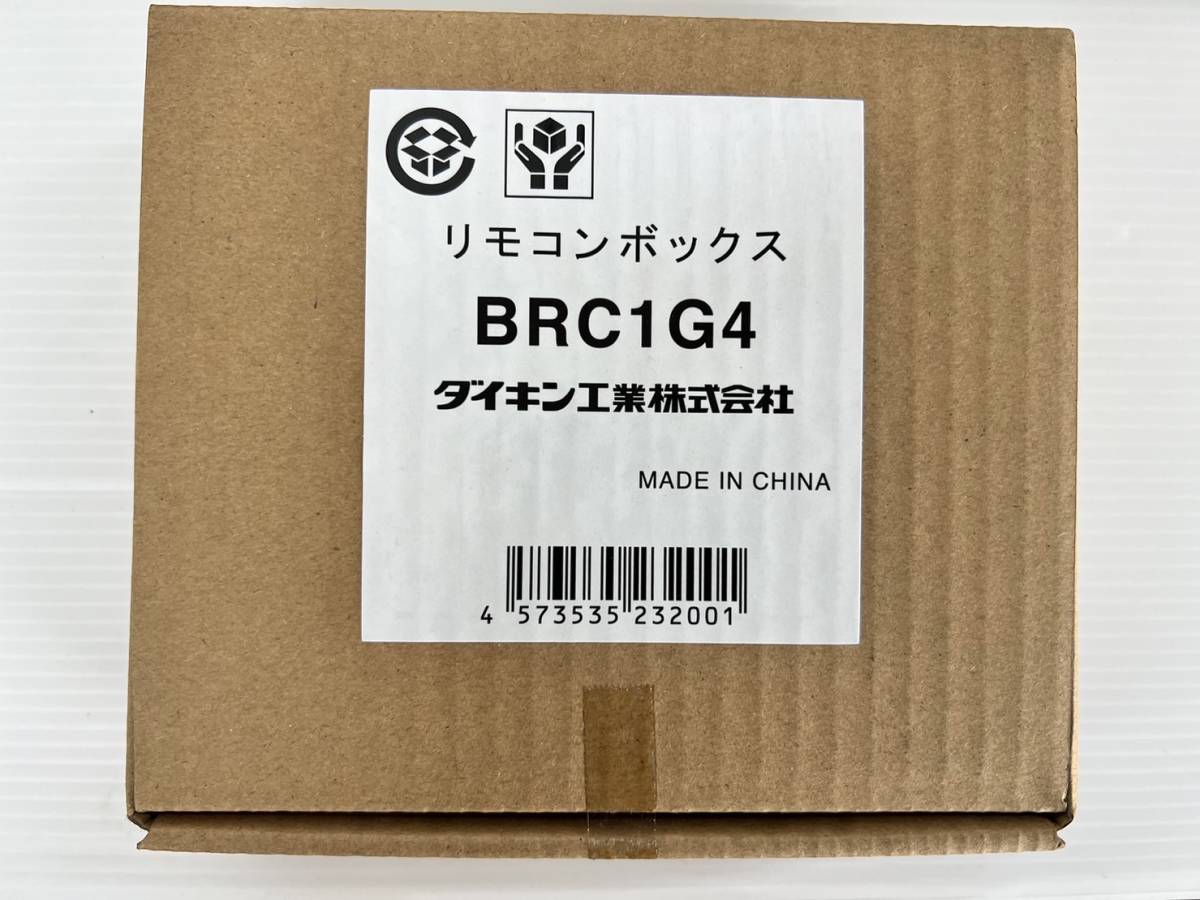 リモコンボックス
BRC1G4
ダイキン工業株式会社
MADE IN CHINA
4 573535 232001